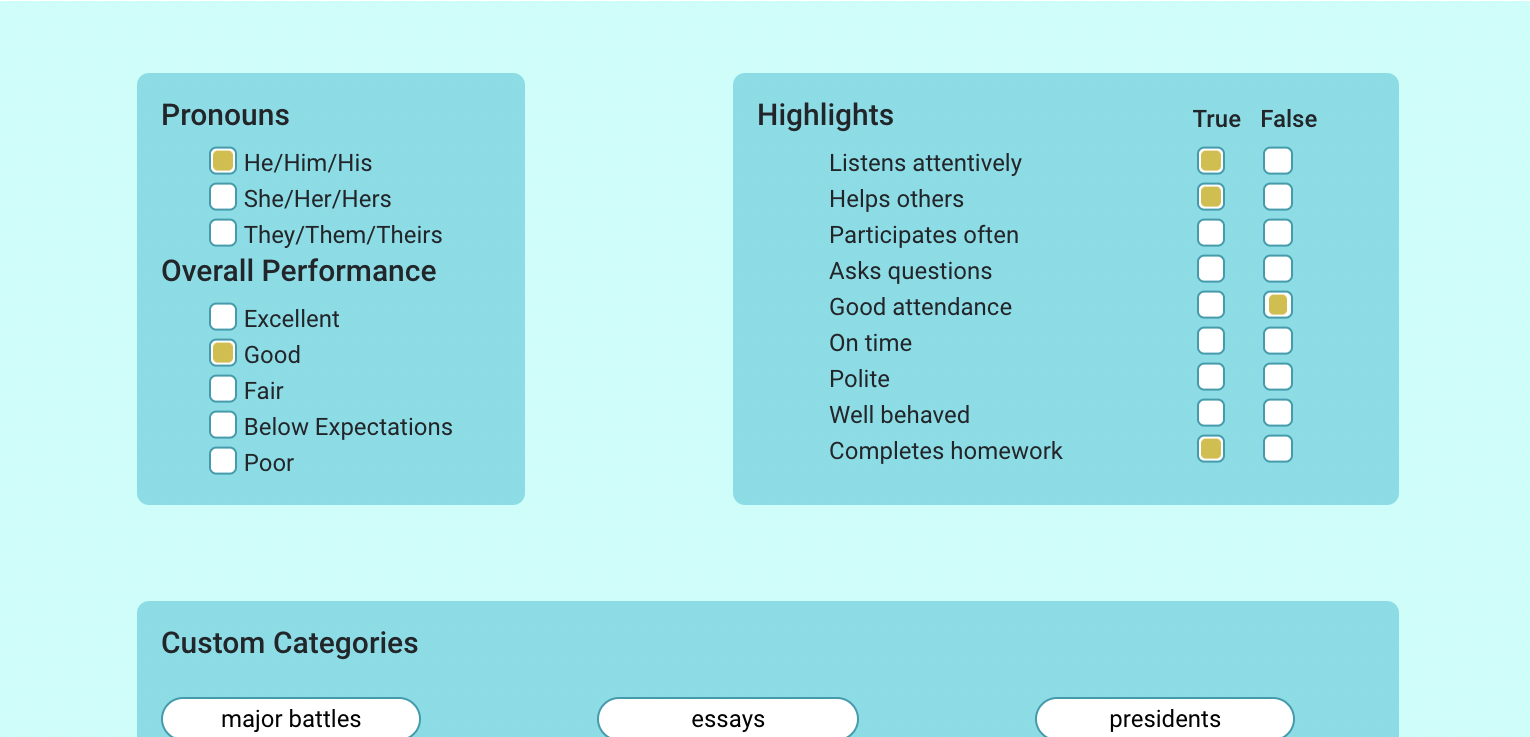 Pronouns
He/Him/His
She/Her/Hers
They/Them/Theirs
Overall Performance
Excellent
Good
Fair
Below Expectations
Poor
Highlights True False
Listens attentively
Helps others
Participates often
Asks questions
Good attendance
On time
Polite
Well behaved
Completes homework
Custom Categories
major battles essays presidents